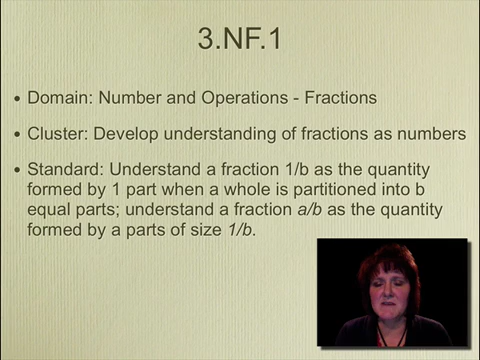 3.NF.1
• Domain: Number and Operations - Fractions
• Cluster: Develop understanding of fractions as numbers
• Standard: Understand a fraction 1/b as the quantity
formed by 1 part when a whole is partitioned into b
equal parts; understand a fraction a/b as the quantity
formed by a parts of size 1/b.